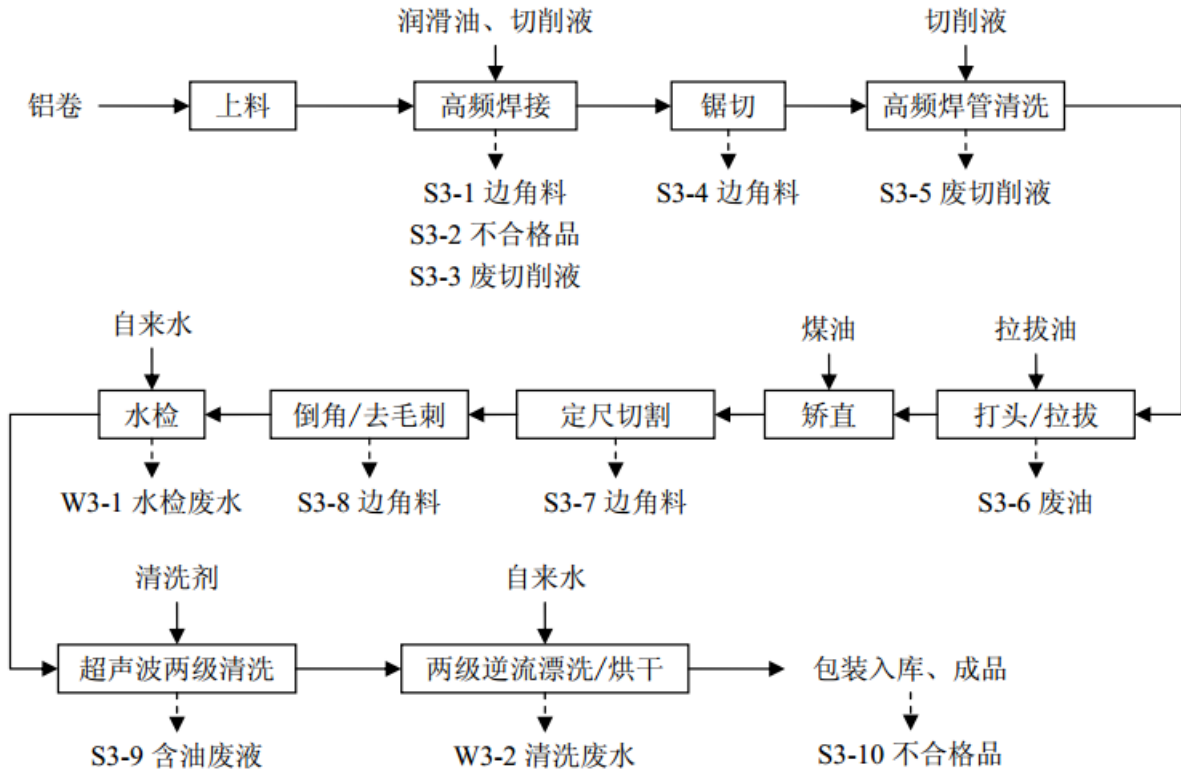 润滑油、切削液
切削液
铝卷
上料
高频焊接
锯切
高频焊管清洗
S3-1 边角料
S3-2 不合格品
S3-3 废切削液
S3-4 边角料
S3-5 废切削液
自来水
煤油
拉拔油
水检
倒角/去毛刺
定尺切割
矫直
打头/拉拔
W3-1 水检废水
S3-8 边角料
S3-7 边角料
S3-6 废油
清洗剂
自来水
超声波两级清洗
两级逆流漂洗/烘干
包装入库、成品
S3-9 含油废液
W3-2 清洗废水
S3-10 不合格品